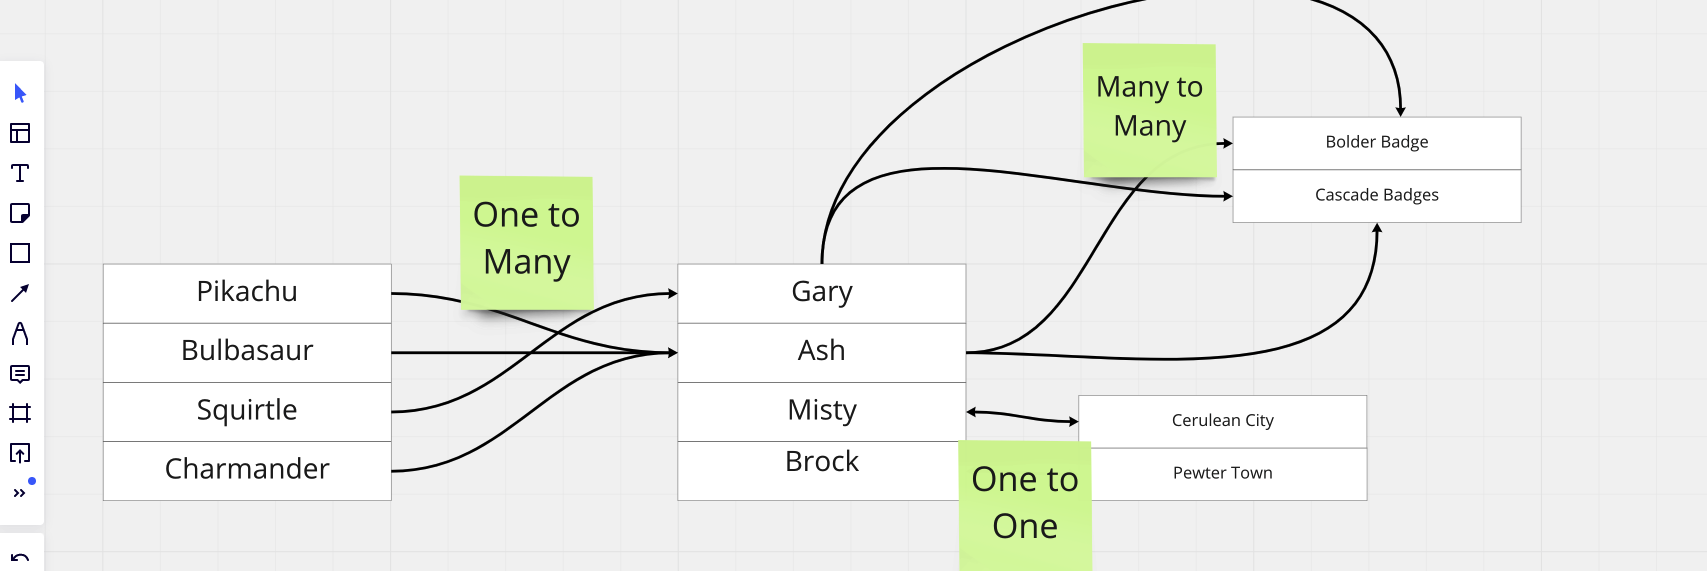 Many to
Many
Bolder Badge
Cascade Badges
One to
Many
Pikachu
Bulbasaur
Squirtle
Charmander
Gary
Ash
Misty
Brock
Cerulean City
Pewter Town
One to
One